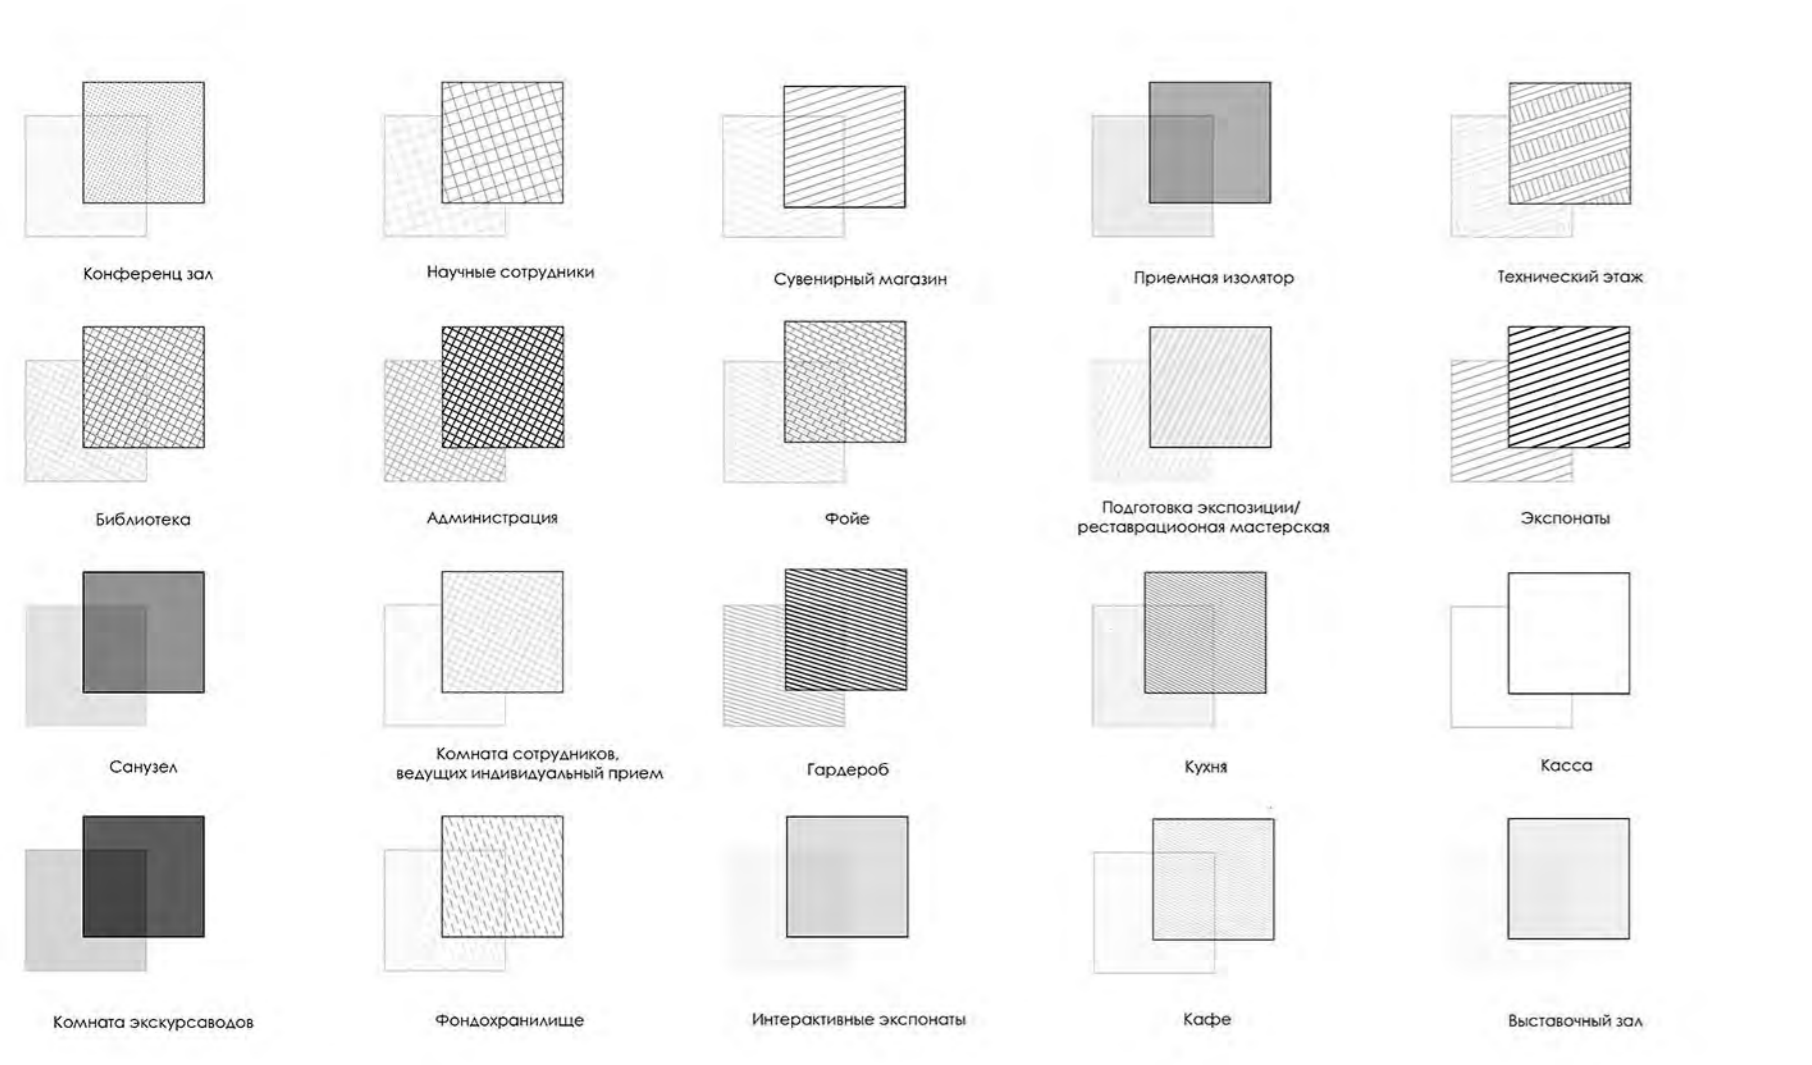 Конференц зал
Научные сотрудники
Сувенирный магазин
Приемная изолятор
Технический этаж
Библиотека
Администрация
Фойе
Подготовка экспозиции/
реставрациооная мастерская
Экспонаты
Санузел
Комната сотрудников,
ведущих индивидуальный прием
Гардероб
Кухня
Касса
Комната экскурсаводов
Фондохранилище
Интерактивные экспонаты
Кафе
Выставочный зал